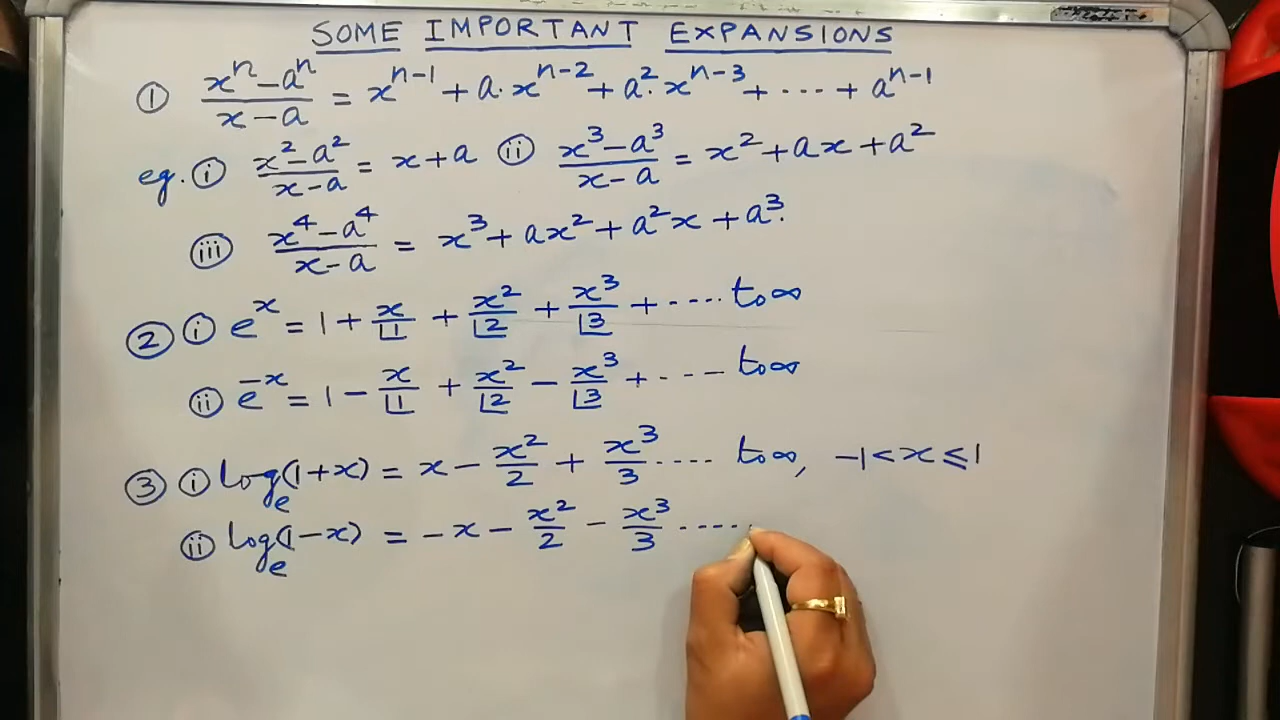 SOME IMPORTANT EXPANSIONS
① (xⁿ − aⁿ)/(x − a) = xⁿ⁻¹ + a·xⁿ⁻² + a²·xⁿ⁻³ + ···· + aⁿ⁻¹
eg. ⓘ (x² − a²)/(x − a) = x + a ⓘⓘ (x³ − a³)/(x − a) = x² + ax + a²
ⓘⓘⓘ (x⁴ − a⁴)/(x − a) = x³ + ax² + a²x + a³.
② ⓘ eˣ = 1 + x/∟1 + x²/∟2 + x³/∟3 + ····· to ∞
ⓘⓘ e⁻ˣ = 1 − x/∟1 + x²/∟2 − x³/∟3 + ···· to ∞
③ ⓘ logₑ(1+x) = x − x²/2 + x³/3 ····· to ∞, −1 < x ≤ 1
ⓘⓘ logₑ(1−x) = −x − x²/2 − x³/3 ·····